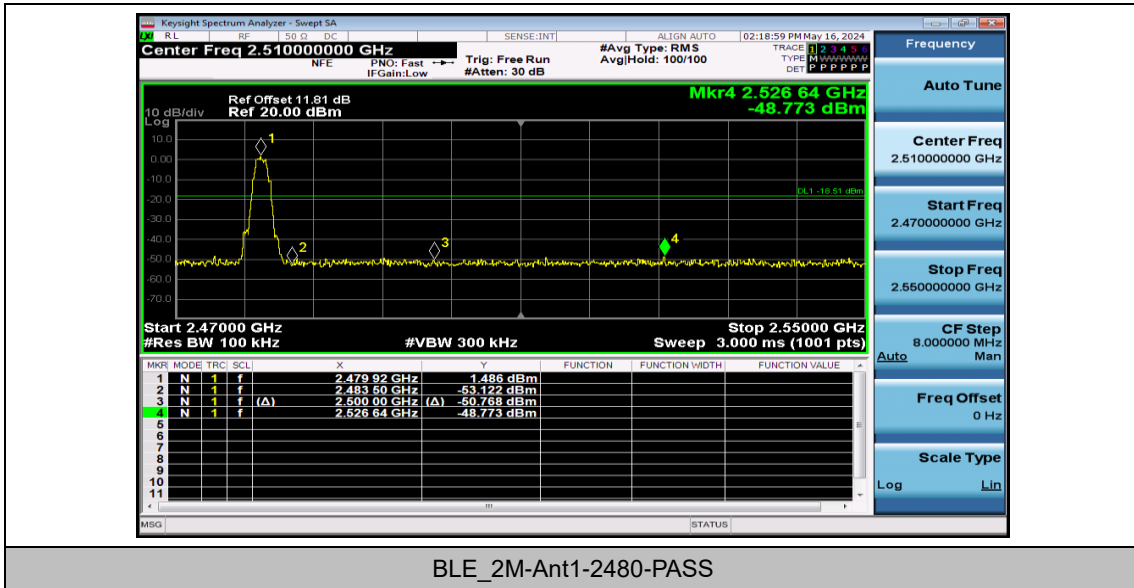 Keysight Spectrum Analyzer - Swept SA
LXI RL RF 50 Ω DC SENSE:INT ALIGN AUTO 02:18:59 PM May 16, 2024
Center Freq 2.510000000 GHz
NFE PNO: Fast IFGain:Low
Trig: Free Run #Atten: 30 dB
#Avg Type: RMS Avg|Hold: 100/100
TRACE 1 2 3 4 5 6
TYPE M W W W W W
DET P P P P P P
Mkr4 2.526 64 GHz
-48.773 dBm
Ref Offset 11.81 dB
10 dB/div Ref 20.00 dBm
Log
10.0
0.00
-10.0
-20.0
-30.0
-40.0
-50.0
-60.0
-70.0
1
2
3
4
DL1 -18.51 dBm
Start 2.47000 GHz Stop 2.55000 GHz
#Res BW 100 kHz #VBW 300 kHz Sweep 3.000 ms (1001 pts)
MKR MODE TRC SCL X Y FUNCTION FUNCTION WIDTH FUNCTION VALUE
1 N 1 f 2.479 92 GHz 1.486 dBm
2 N 1 f 2.483 50 GHz -53.122 dBm
3 N 1 f (Δ) 2.500 00 GHz (Δ) -50.768 dBm
4 N 1 f 2.526 64 GHz -48.773 dBm
5
6
7
8
9
10
11
MSG STATUS
Frequency
Auto Tune
Center Freq
2.510000000 GHz
Start Freq
2.470000000 GHz
Stop Freq
2.550000000 GHz
CF Step
8.000000 MHz
Auto Man
Freq Offset
0 Hz
Scale Type
Log Lin
BLE_2M-Ant1-2480-PASS